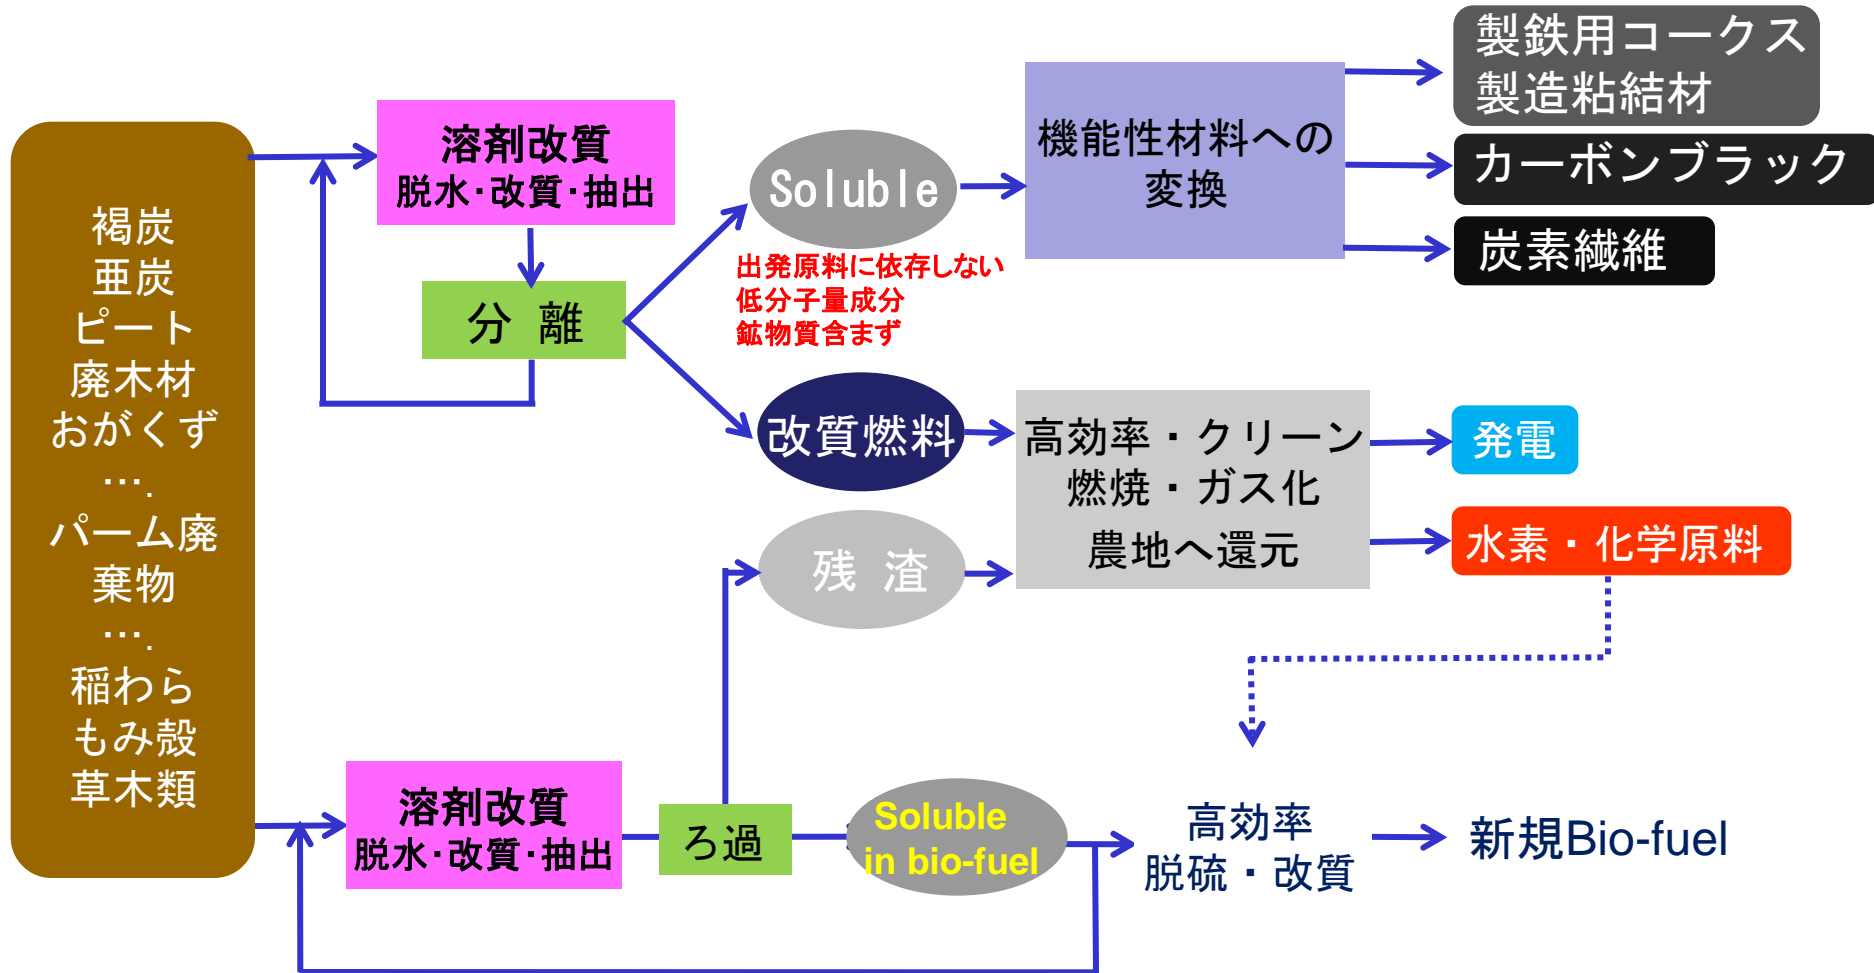 褐炭
亜炭
ピート
廃木材
おがくず
….
パーム廃
棄物
….
稲わら
もみ殻
草木類
溶剤改質
脱水・改質・抽出
分 離
Soluble
出発原料に依存しない
低分子量成分
鉱物質含まず
機能性材料への
変換
製鉄用コークス
製造粘結材
カーボンブラック
炭素繊維
改質燃料
残 渣
高効率・クリーン
燃焼・ガス化
農地へ還元
発電
水素・化学原料
溶剤改質
脱水・改質・抽出
ろ過
Soluble
in bio-fuel
高効率
脱硫・改質
新規Bio-fuel